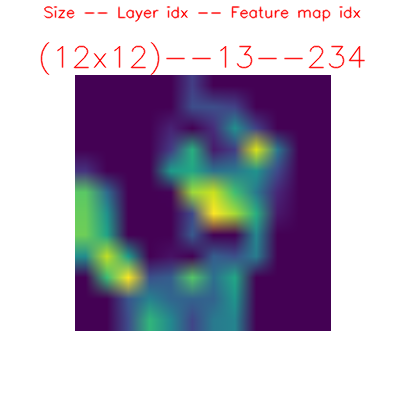 Size -- Layer idx -- Feature map idx
(12x12)--13--234